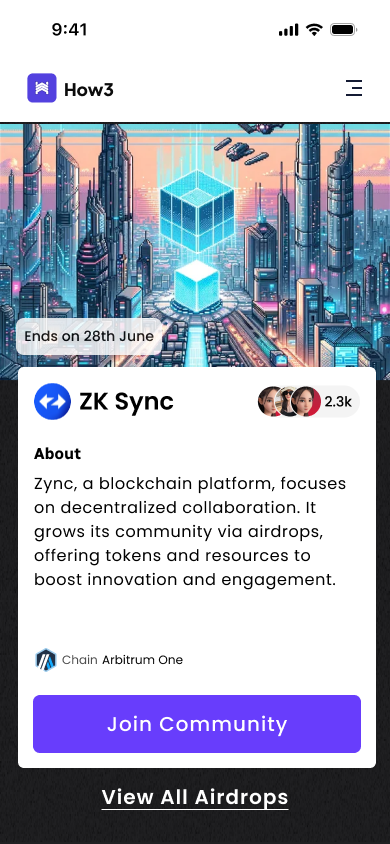 9:41
How3
Ends on 28th June
ZK Sync
2.3k
About
Zync, a blockchain platform, focuses
on decentralized collaboration. It
grows its community via airdrops,
offering tokens and resources to
boost innovation and engagement.
Chain Arbitrum One
Join Community
View All Airdrops